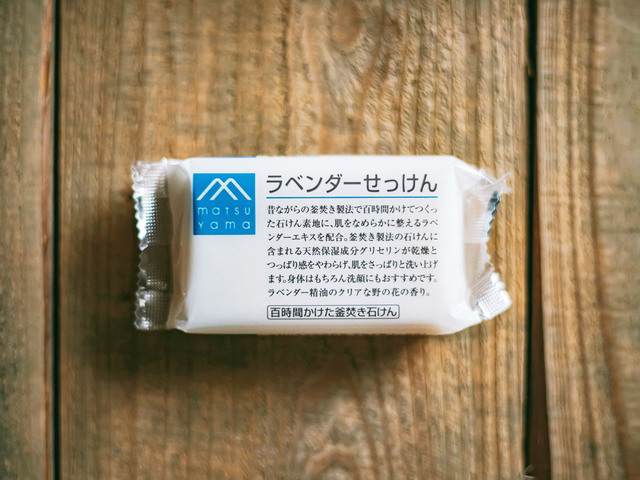 matsu
yama
ラベンダーせっけん
昔ながらの釜焚き製法で百時間かけてつくっ
た石けん素地に、肌をなめらかに整えるラベ
ンダーエキスを配合。釜焚き製法の石けんに
含まれる天然保湿成分グリセリンが乾燥と
つっぱり感をやわらげ、肌をさっぱりと洗い上げ
ます。身体はもちろん洗顔にもおすすめです。
ラベンダー精油のクリアな野の花の香り。
百時間かけた釜焚き石けん